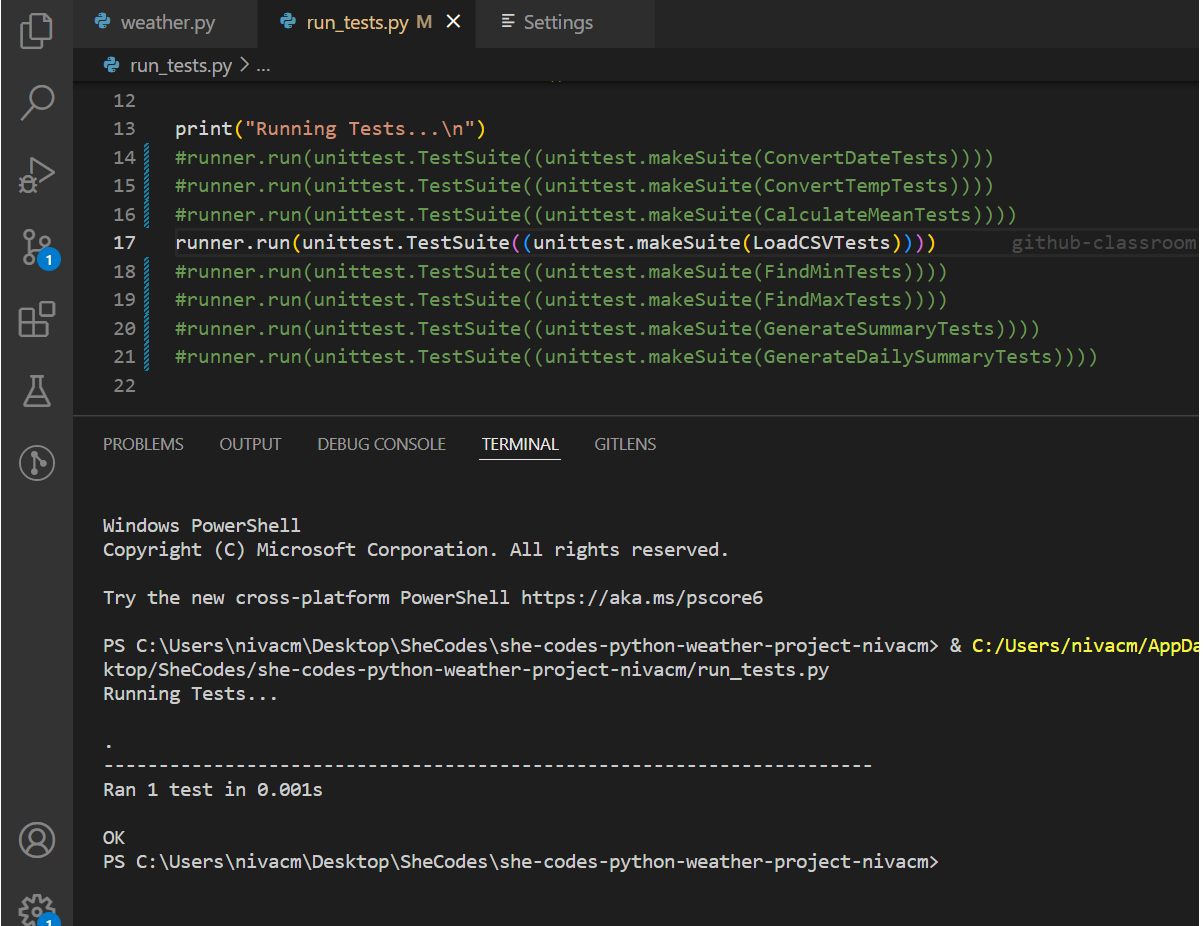 weather.py run_tests.py M Settings
run_tests.py > ...
12
13 print("Running Tests...\n")
14 #runner.run(unittest.TestSuite((unittest.makeSuite(ConvertDateTests))))
15 #runner.run(unittest.TestSuite((unittest.makeSuite(ConvertTempTests))))
16 #runner.run(unittest.TestSuite((unittest.makeSuite(CalculateMeanTests))))
17 runner.run(unittest.TestSuite((unittest.makeSuite(LoadCSVTests)))) github-classroom
18 #runner.run(unittest.TestSuite((unittest.makeSuite(FindMinTests))))
19 #runner.run(unittest.TestSuite((unittest.makeSuite(FindMaxTests))))
20 #runner.run(unittest.TestSuite((unittest.makeSuite(GenerateSummaryTests))))
21 #runner.run(unittest.TestSuite((unittest.makeSuite(GenerateDailySummaryTests))))
22
1
PROBLEMS OUTPUT DEBUG CONSOLE TERMINAL GITLENS
Windows PowerShell
Copyright (C) Microsoft Corporation. All rights reserved.
Try the new cross-platform PowerShell https://aka.ms/pscore6
PS C:\Users\nivacm\Desktop\SheCodes\she-codes-python-weather-project-nivacm> & C:/Users/nivacm/AppDa
ktop/SheCodes/she-codes-python-weather-project-nivacm/run_tests.py
Running Tests...
.
----------------------------------------------------------------------
Ran 1 test in 0.001s
OK
PS C:\Users\nivacm\Desktop\SheCodes\she-codes-python-weather-project-nivacm>
1